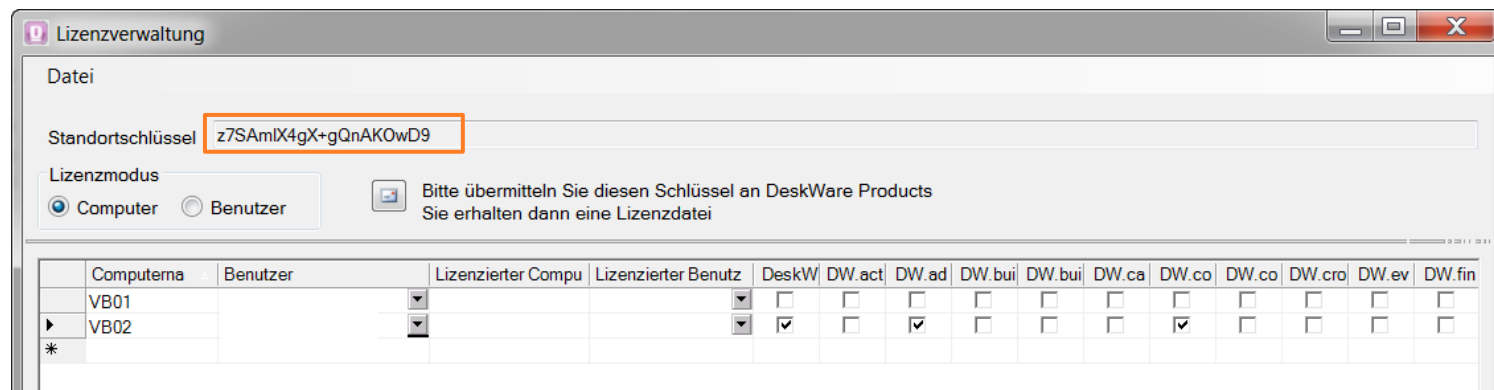 Lizenzverwaltung
Datei
Standortschlüssel z7SAmlX4gX+gQnAKOwD9
Lizenzmodus
Computer Benutzer
Bitte übermitteln Sie diesen Schlüssel an DeskWare Products
Sie erhalten dann eine Lizenzdatei
Computerna Benutzer Lizenzierter Compu Lizenzierter Benutz DeskW DW.act DW.ad DW.bui DW.bui DW.ca DW.co DW.co DW.cro DW.ev DW.fin
VB01
VB02